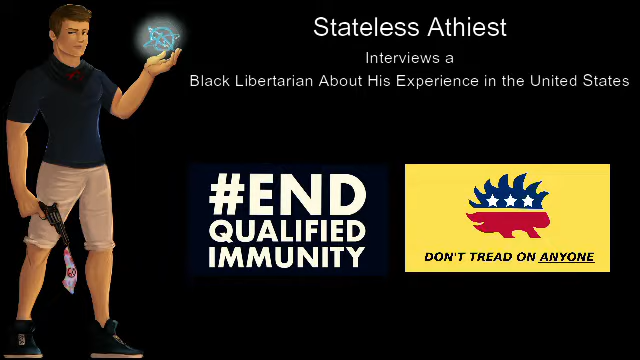 Stateless Athiest
Interviews a
Black Libertarian About His Experience in the United States
#END
QUALIFIED
IMMUNITY
DON'T TREAD ON ANYONE